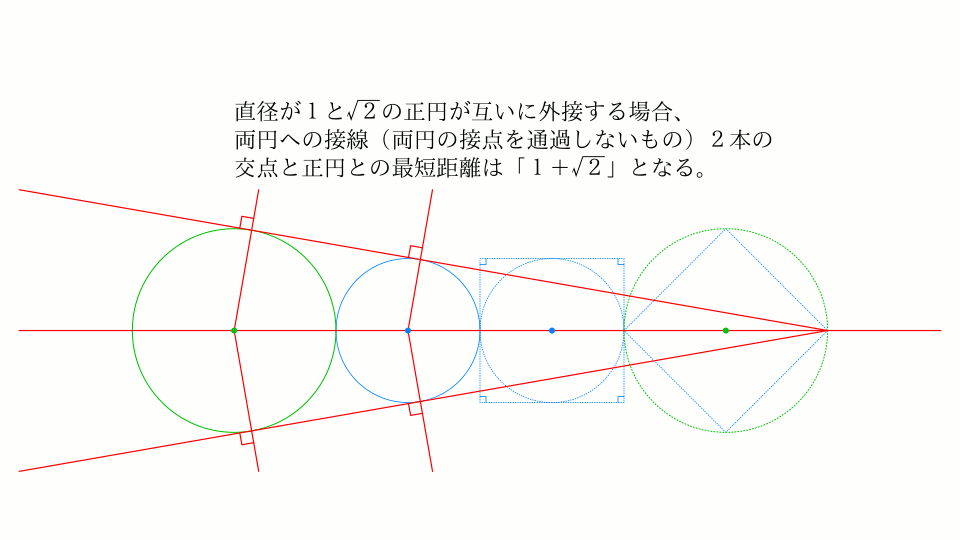 直径が１と√２の正円が互いに外接する場合、
両円への接線（両円の接点を通過しないもの）２本の
交点と正円との最短距離は「１＋√２」となる。